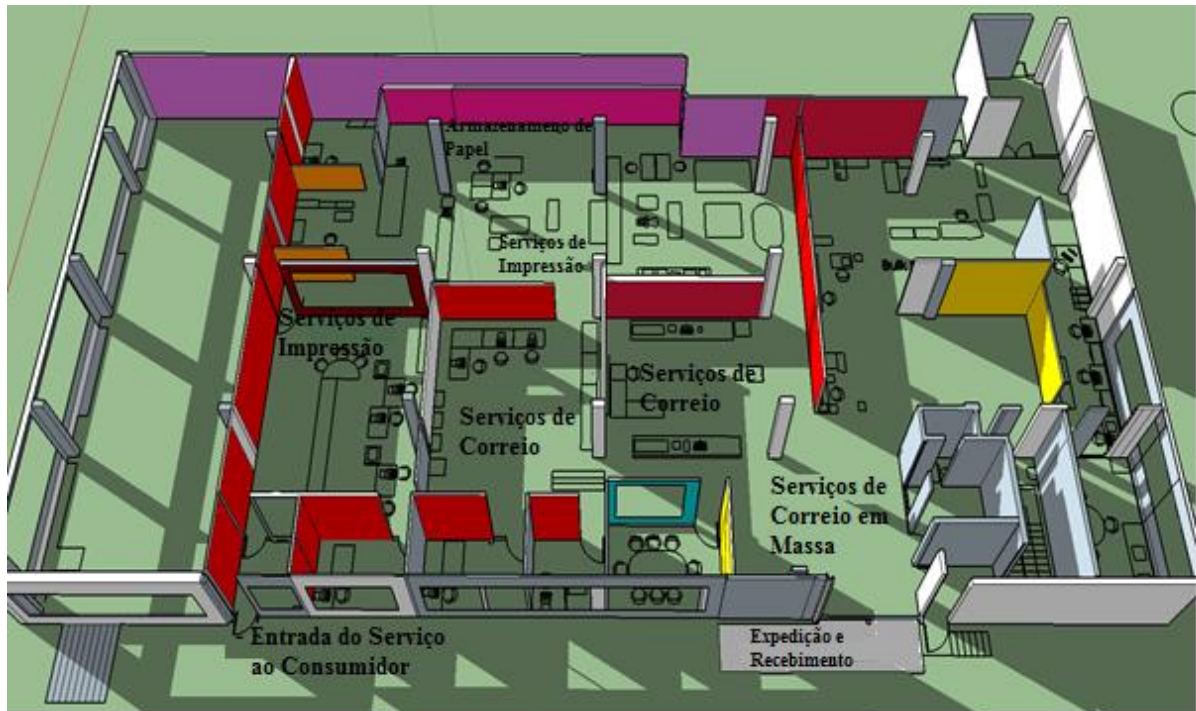 Armazenameno de
Papel
Serviços de
Impressão
Serviços de
Impressão
Serviços de
Correio
Serviços de
Correio
Serviços de
Correio em
Massa
Entrada do Serviço
ao Consumidor
Expedição e
Recebimento